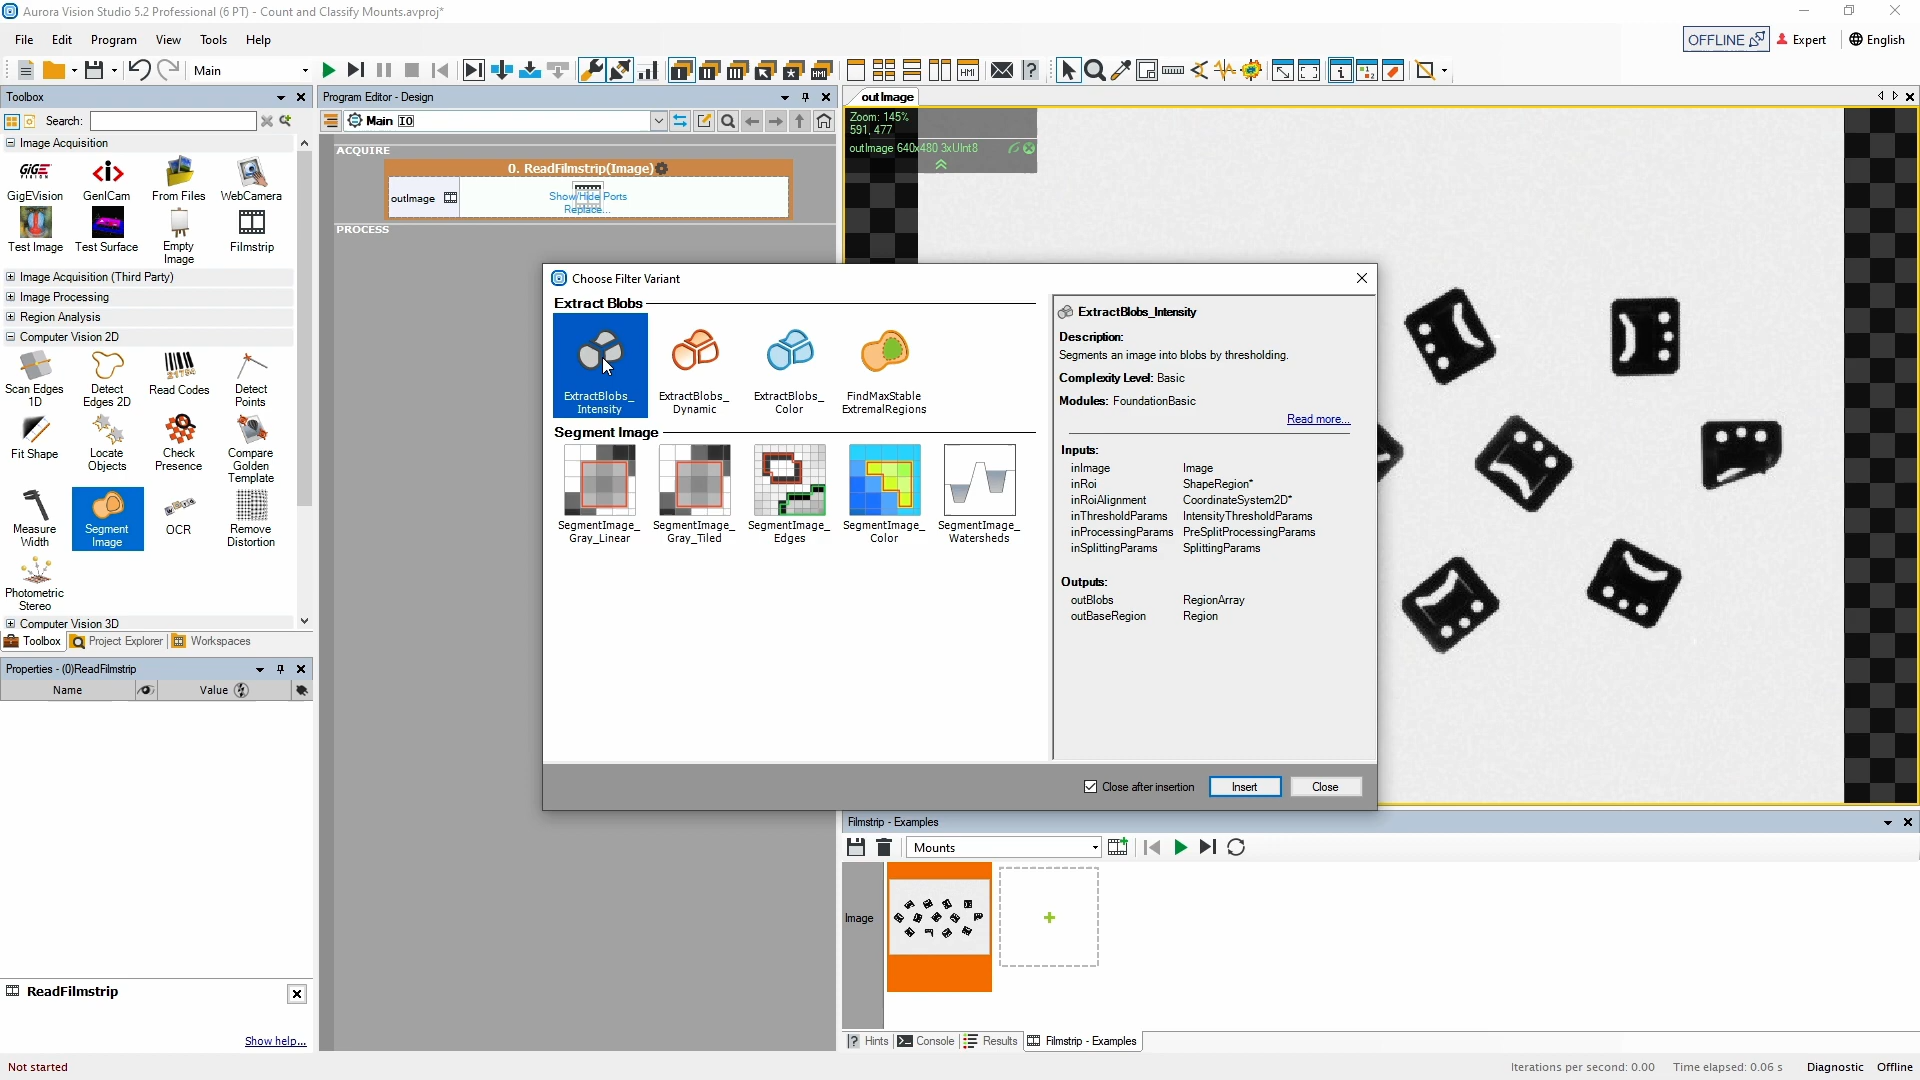 Aurora Vision Studio 5.2 Professional (6 PT) - Count and Classify Mounts.avproj*
File Edit Program View Tools Help
OFFLINE Expert English
Main
Toolbox
Program Editor - Design
outImage
Search:
Main IO
Zoom: 145%
591, 477
outImage 640x480 3xUInt8
Image Acquisition
GigEVision
GenICam
From Files
WebCamera
Test Image
Test Surface
Empty Image
Filmstrip
Image Acquisition (Third Party)
Image Processing
Region Analysis
Computer Vision 2D
Scan Edges 1D
Detect Edges 2D
Read Codes
Detect Points
Fit Shape
Locate Objects
Check Presence
Compare Golden Template
Measure Width
Segment Image
OCR
Remove Distortion
Photometric Stereo
Computer Vision 3D
Toolbox Project Explorer Workspaces
ACQUIRE
0. ReadFilmstrip(Image)
outImage
Show/Hide Ports
Replace...
PROCESS
Choose Filter Variant
Extract Blobs
ExtractBlobs_
Intensity
ExtractBlobs_
Dynamic
ExtractBlobs_
Color
FindMaxStable
ExtremalRegions
Segment Image
SegmentImage_
Gray_Linear
SegmentImage_
Gray_Tiled
SegmentImage_
Edges
SegmentImage_
Color
SegmentImage_
Watersheds
ExtractBlobs_Intensity
Description:
Segments an image into blobs by thresholding.
Complexity Level: Basic
Modules: FoundationBasic
Read more...
Inputs:
inImage Image
inRoi ShapeRegion*
inRoiAlignment CoordinateSystem2D*
inThresholdParams IntensityThresholdParams
inProcessingParams PreSplitProcessingParams
inSplittingParams SplittingParams
Outputs:
outBlobs RegionArray
outBaseRegion Region
Close after insertion Insert Close
Properties - (0)ReadFilmstrip
Name Value
ReadFilmstrip
Show help...
Filmstrip - Examples
Mounts
Image
Hints Console Results Filmstrip - Examples
Not started
Iterations per second: 0.00 Time elapsed: 0.06 s Diagnostic Offline